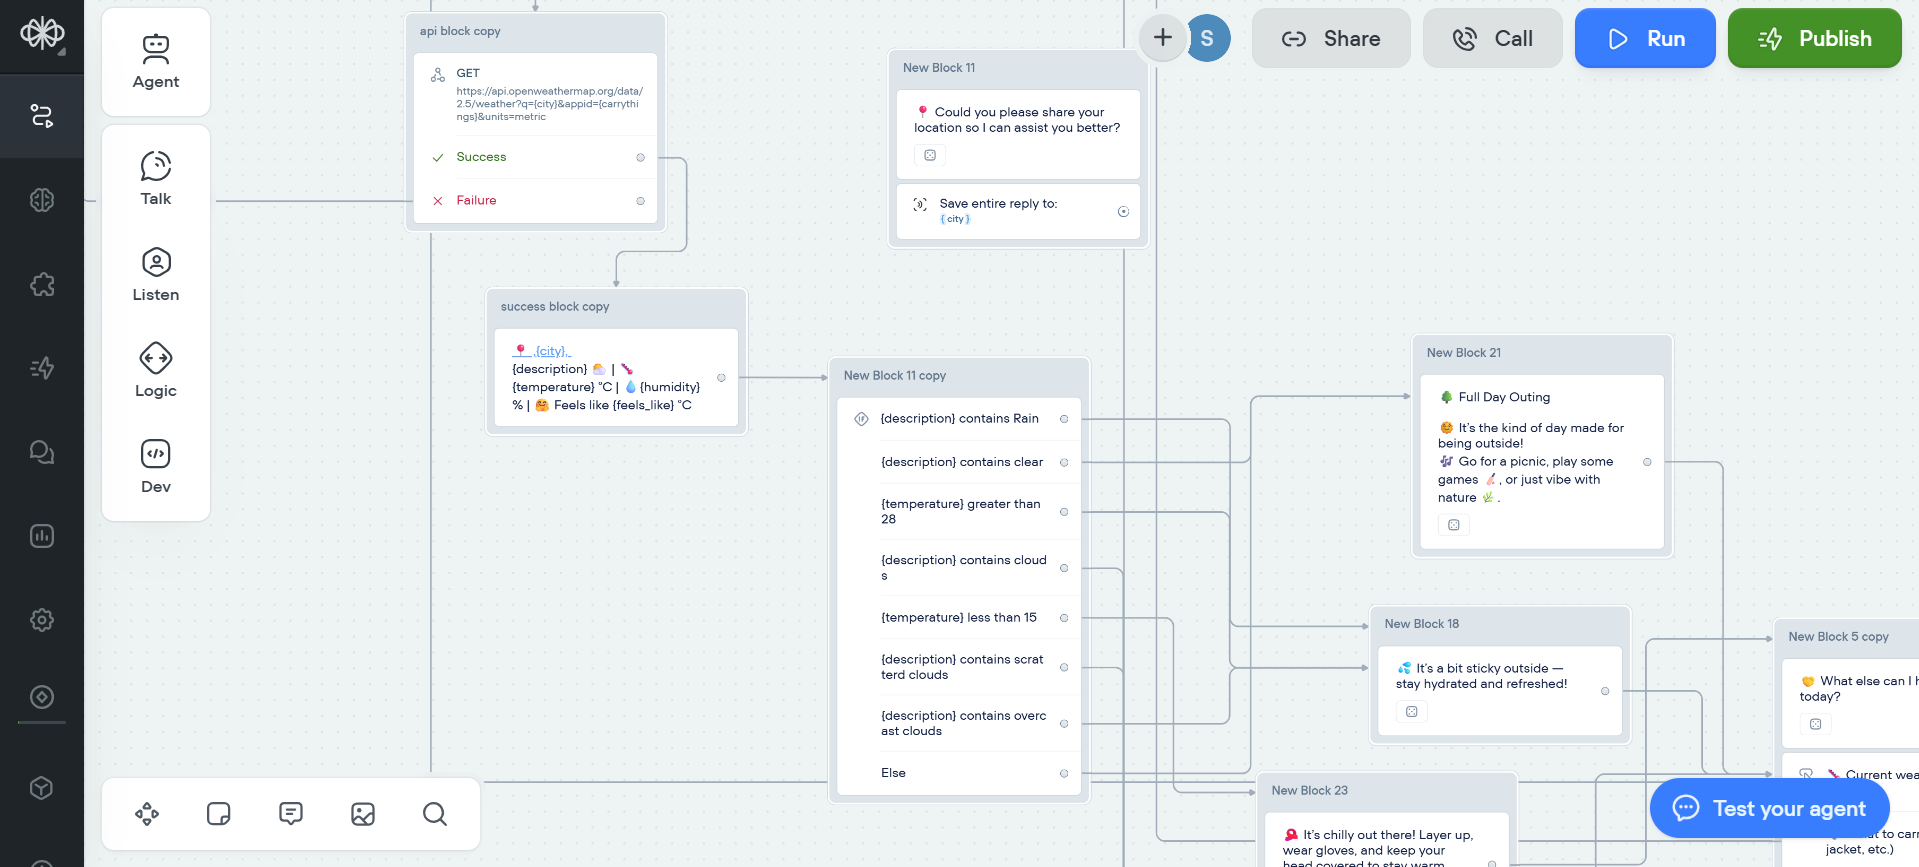 Agent
Talk
Listen
Logic
Dev
api block copy
GET
https://api.openweathermap.org/data/
2.5/weather?q={city}&appid={carrythi
ngs}&units=metric
Success
Failure
success block copy
,{city},
{description} |
{temperature} °C | {humidity}
% | Feels like {feels_like} °C
New Block 11
Could you please share your
location so I can assist you better?
Save entire reply to:
{city}
S
Share
Call
Run
Publish
New Block 11 copy
{description} contains Rain
{description} contains clear
{temperature} greater than
28
{description} contains cloud
s
{temperature} less than 15
{description} contains scrat
terd clouds
{description} contains overc
ast clouds
Else
New Block 21
Full Day Outing
It's the kind of day made for
being outside!
Go for a picnic, play some
games , or just vibe with
nature .
New Block 18
It's a bit sticky outside —
stay hydrated and refreshed!
New Block 23
It's chilly out there! Layer up,
wear gloves, and keep your
head covered to stay warm
New Block 5 copy
What else can I
today?
Current
Test your agent
to
jacket, etc.)